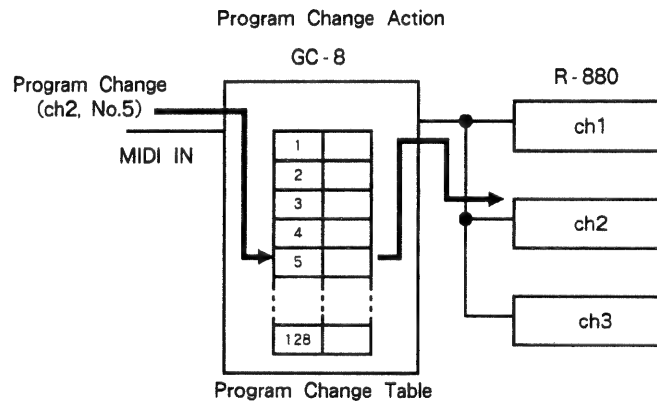 Program Change Action
GC-8
R-880
Program Change
(ch2, No.5)
MIDI IN
1
2
3
4
5
128
ch1
ch2
ch3
Program Change Table